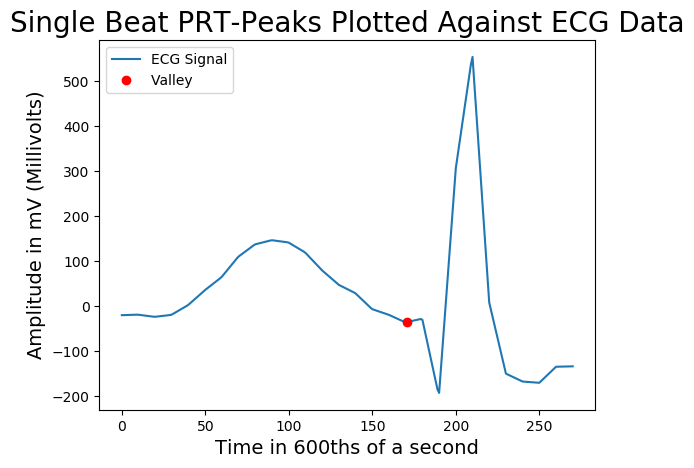 Single Beat PRT-Peaks Plotted Against ECG Data
ECG Signal
Valley
Amplitude in mV (Millivolts)
500
400
300
200
100
0
−100
−200
0 50 100 150 200 250
Time in 600ths of a second